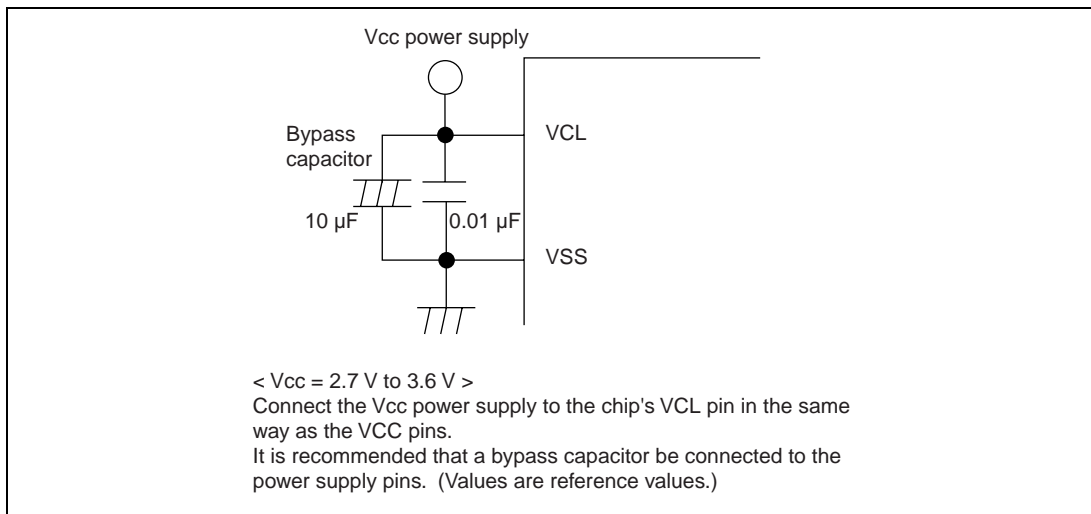 Vcc power supply
Bypass
capacitor
VCL
10 µF
0.01 µF
VSS
< Vcc = 2.7 V to 3.6 V >
Connect the Vcc power supply to the chip's VCL pin in the same
way as the VCC pins.
It is recommended that a bypass capacitor be connected to the
power supply pins.  (Values are reference values.)